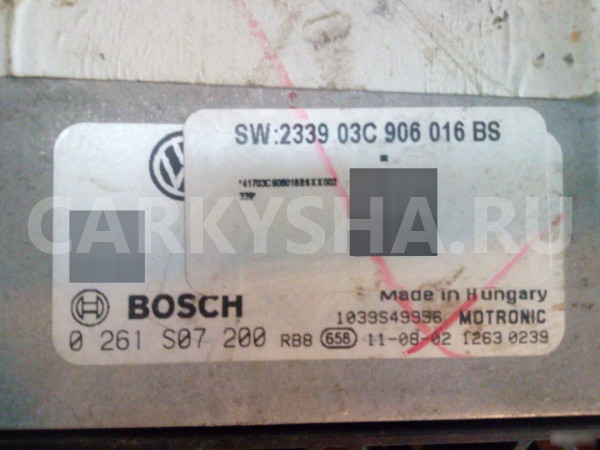 SW:2339 03C 906 016 BS
339*
CARKYSHA.RU
Made in Hungary
BOSCH
1039S49996 MOTRONIC
0 261 S07 200 RB8 658 11-08-02 1263 0239